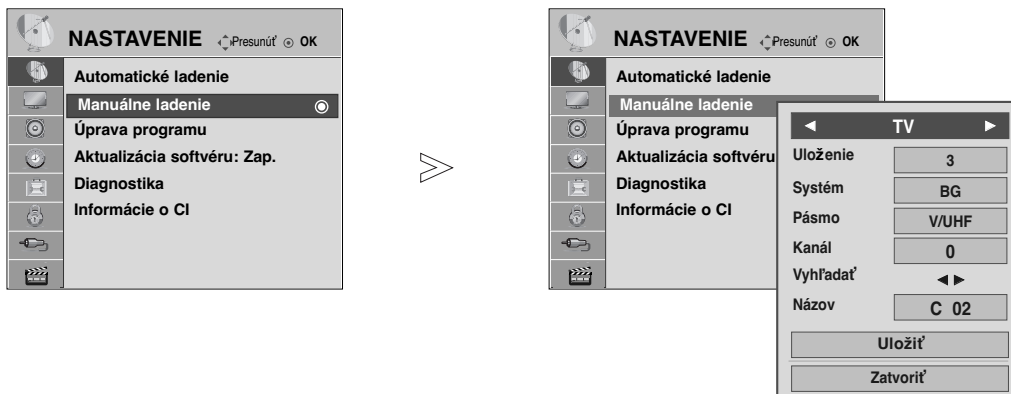 NASTAVENIE Presunúť OK
Automatické ladenie
Manuálne ladenie
Úprava programu
Aktualizácia softvéru: Zap.
Diagnostika
Informácie o CI
NASTAVENIE Presunúť OK
Automatické ladenie
Manuálne ladenie
Úprava programu
Aktualizácia softvéru
Diagnostika
Informácie o CI
TV
Uloženie 3
Systém BG
Pásmo V/UHF
Kanál 0
Vyhľadať
Názov C 02
Uložiť
Zatvoriť